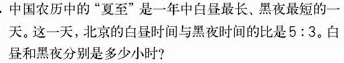 . 中国农历中的“夏至”是一年中白昼最长、黑夜最短的一
天。这一天，北京的白昼时间与黑夜时间的比是5∶3。白
昼和黑夜分别是多少小时？